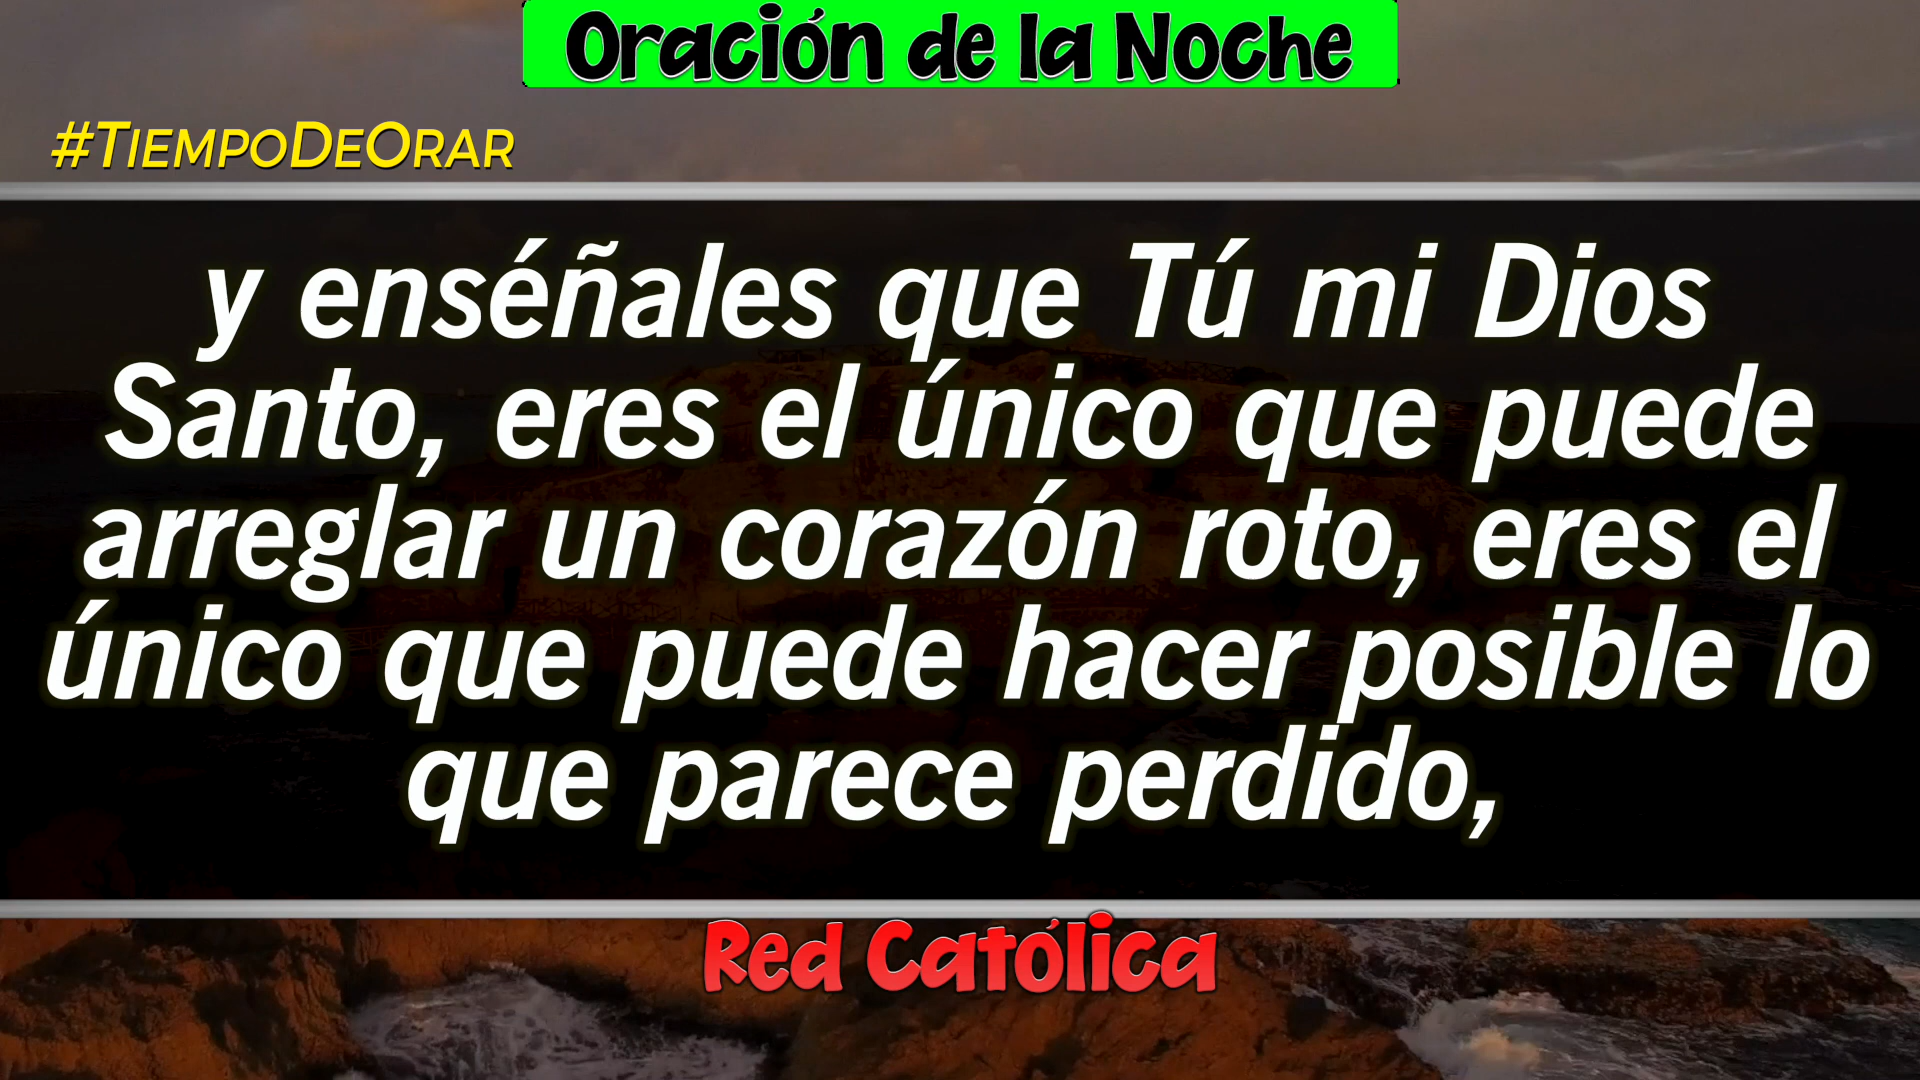 Oración de la Noche
#TiempoDeOrar
y enséñales que Tú mi Dios
Santo, eres el único que puede
arreglar un corazón roto, eres el
único que puede hacer posible lo
que parece perdido,
Red Católica